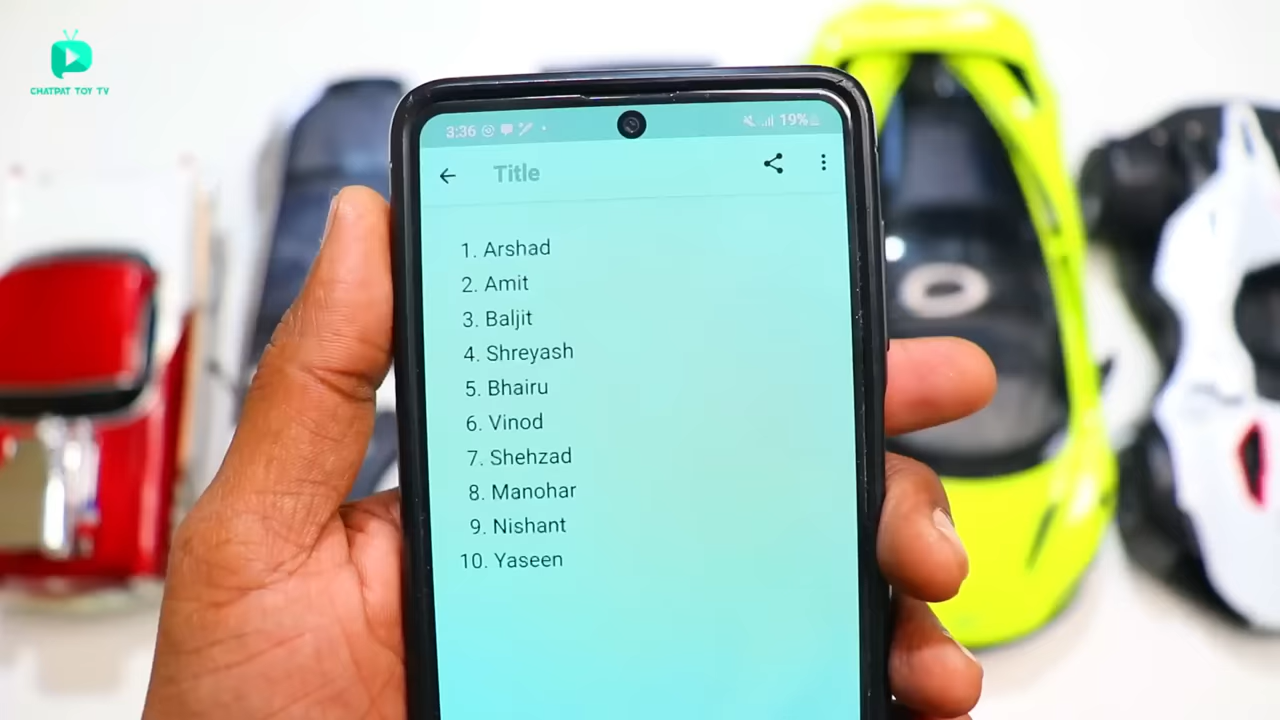 CHATPAT TOY TV
3:36 19%
Title
1. Arshad
2. Amit
3. Baljit
4. Shreyash
5. Bhairu
6. Vinod
7. Shehzad
8. Manohar
9. Nishant
10. Yaseen